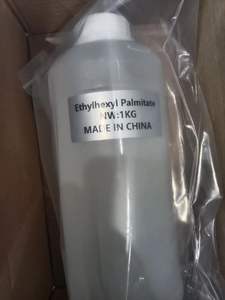 Ethylhexyl Palmitate
NW:1KG
MADE IN CHINA